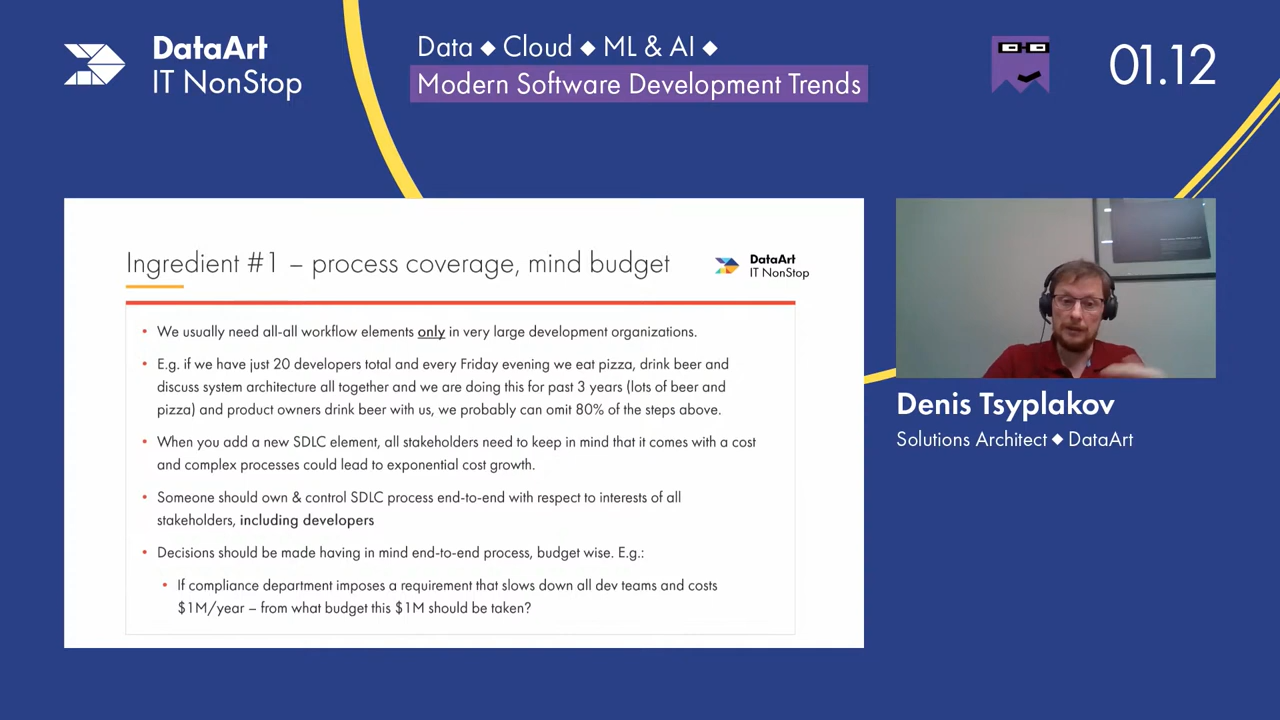 DataArt
IT NonStop
Data ◆ Cloud ◆ ML & AI ◆
Modern Software Development Trends
01.12
Ingredient #1 – process coverage, mind budget
DataArt
IT NonStop
• We usually need all-all workflow elements only in very large development organizations.
• E.g. if we have just 20 developers total and every Friday evening we eat pizza, drink beer and
discuss system architecture all together and we are doing this for past 3 years (lots of beer and
pizza) and product owners drink beer with us, we probably can omit 80% of the steps above.
• When you add a new SDLC element, all stakeholders need to keep in mind that it comes with a cost
and complex processes could lead to exponential cost growth.
• Someone should own & control SDLC process end-to-end with respect to interests of all
stakeholders, including developers
• Decisions should be made having in mind end-to-end process, budget wise. E.g.:
• If compliance department imposes a requirement that slows down all dev teams and costs
$1M/year – from what budget this $1M should be taken?
Denis Tsyplakov
Solutions Architect ◆ DataArt